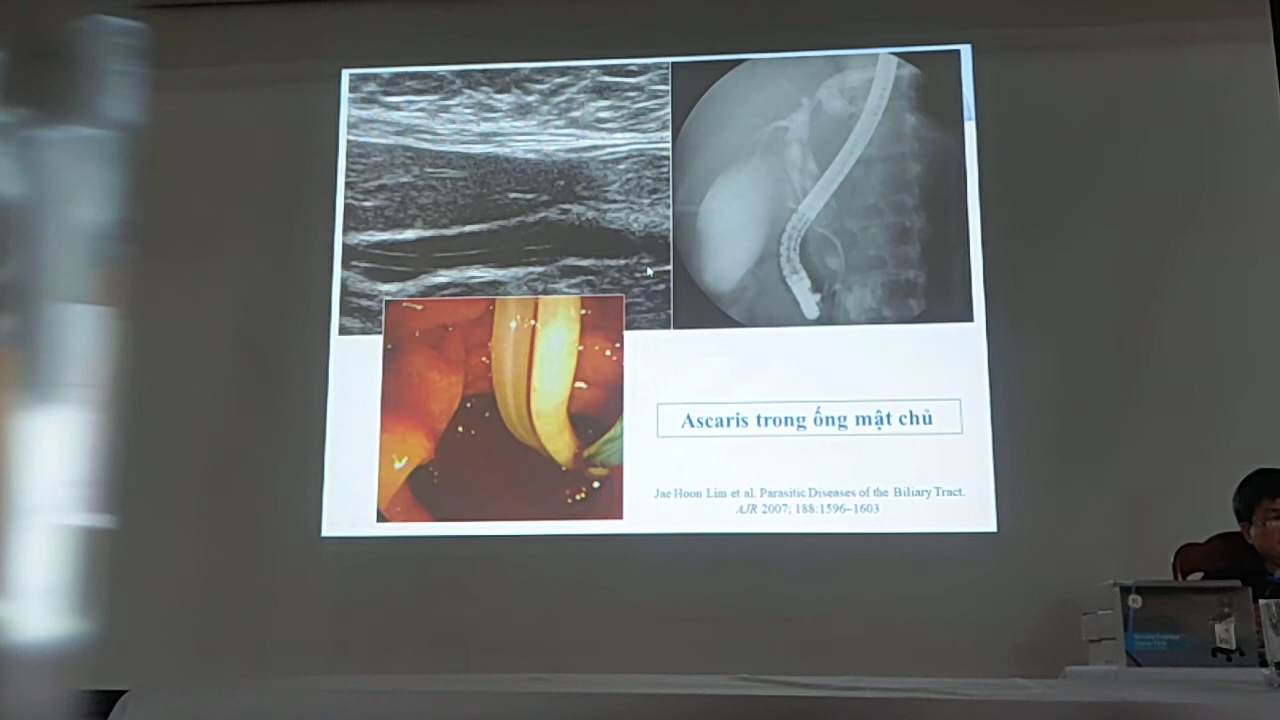 Ascaris trong ống mật chủ
Jae Hoon Lim et al. Parasitic Diseases of the Biliary Tract.
AJR 2007; 188:1596–1603